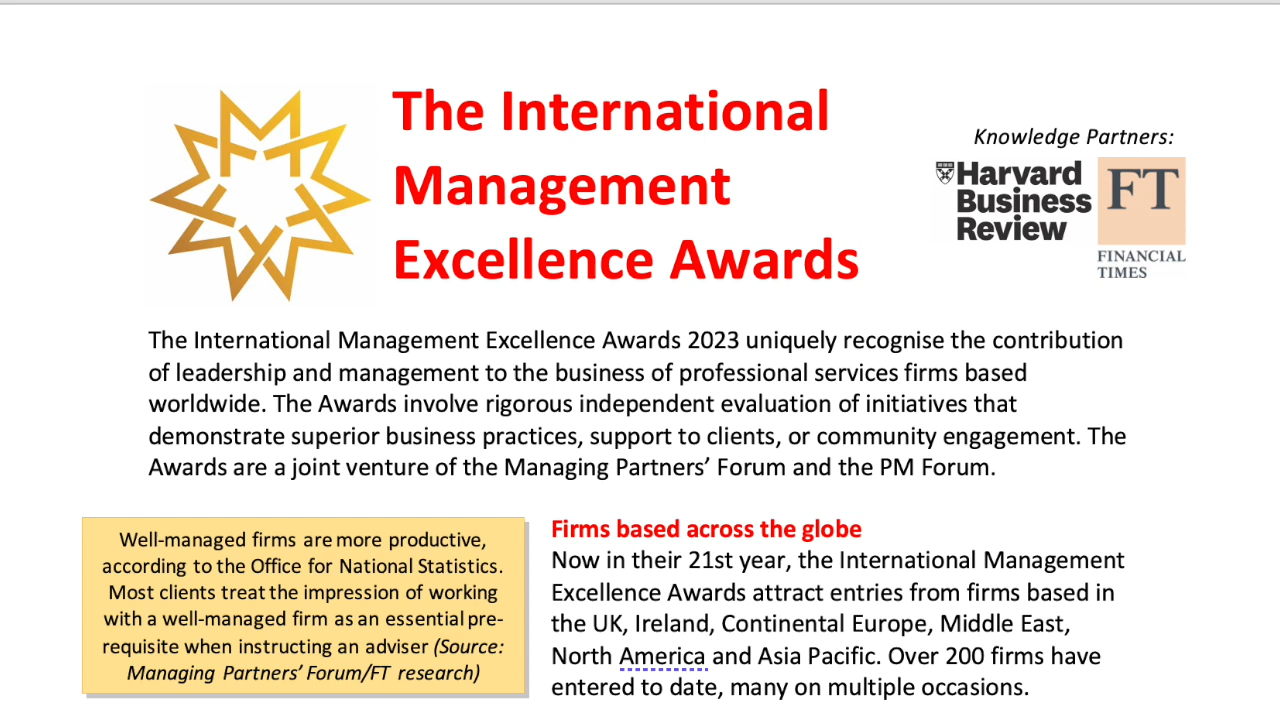 The International
Management
Excellence Awards
Knowledge Partners:
Harvard
Business
Review
FT
FINANCIAL
TIMES
The International Management Excellence Awards 2023 uniquely recognise the contribution
of leadership and management to the business of professional services firms based
worldwide. The Awards involve rigorous independent evaluation of initiatives that
demonstrate superior business practices, support to clients, or community engagement. The
Awards are a joint venture of the Managing Partners’ Forum and the PM Forum.
Well-managed firms are more productive,
according to the Office for National Statistics.
Most clients treat the impression of working
with a well-managed firm as an essential pre-
requisite when instructing an adviser (Source:
Managing Partners’ Forum/FT research)
Firms based across the globe
Now in their 21st year, the International Management
Excellence Awards attract entries from firms based in
the UK, Ireland, Continental Europe, Middle East,
North America and Asia Pacific. Over 200 firms have
entered to date, many on multiple occasions.